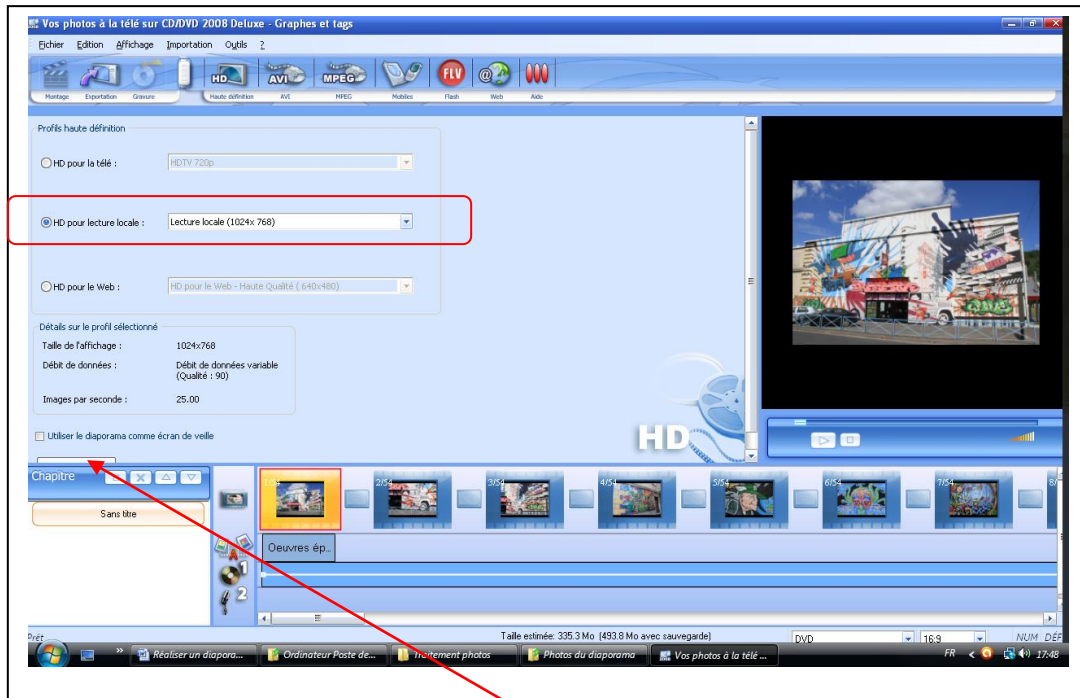 Vos photos à la télé sur CD/DVD 2008 Deluxe - Graphes et tags
Fichier Edition Affichage Importation Outils ?
HD AVI MPEG FLV @
Montage Exportation Gravure Haute définition AVI MPEG Mobiles Flash Web Aide
Profils haute définition
HD pour la télé : HDTV 720p
HD pour lecture locale : Lecture locale (1024x 768)
HD pour le Web : HD pour le Web - Haute Qualité ( 640x480)
Détails sur le profil sélectionné
Taille de l'affichage : 1024x768
Débit de données : Débit de données variable
(Qualité : 90)
Images par seconde : 25.00
Utiliser le diaporama comme écran de veille
HD
Chapitre
Sans titre
1/54 2/54 3/54 4/54 5/54 6/54 7/54 8/
A
Oeuvres ép...
1
2
Prêt Taille estimée: 335.3 Mo (493.8 Mo avec sauvegarde) DVD 16:9 NUM DÉF
» Réaliser un diapora... Ordinateur Poste de... Traitement photos Photos du diaporama Vos photos à la télé ... FR < 17:48